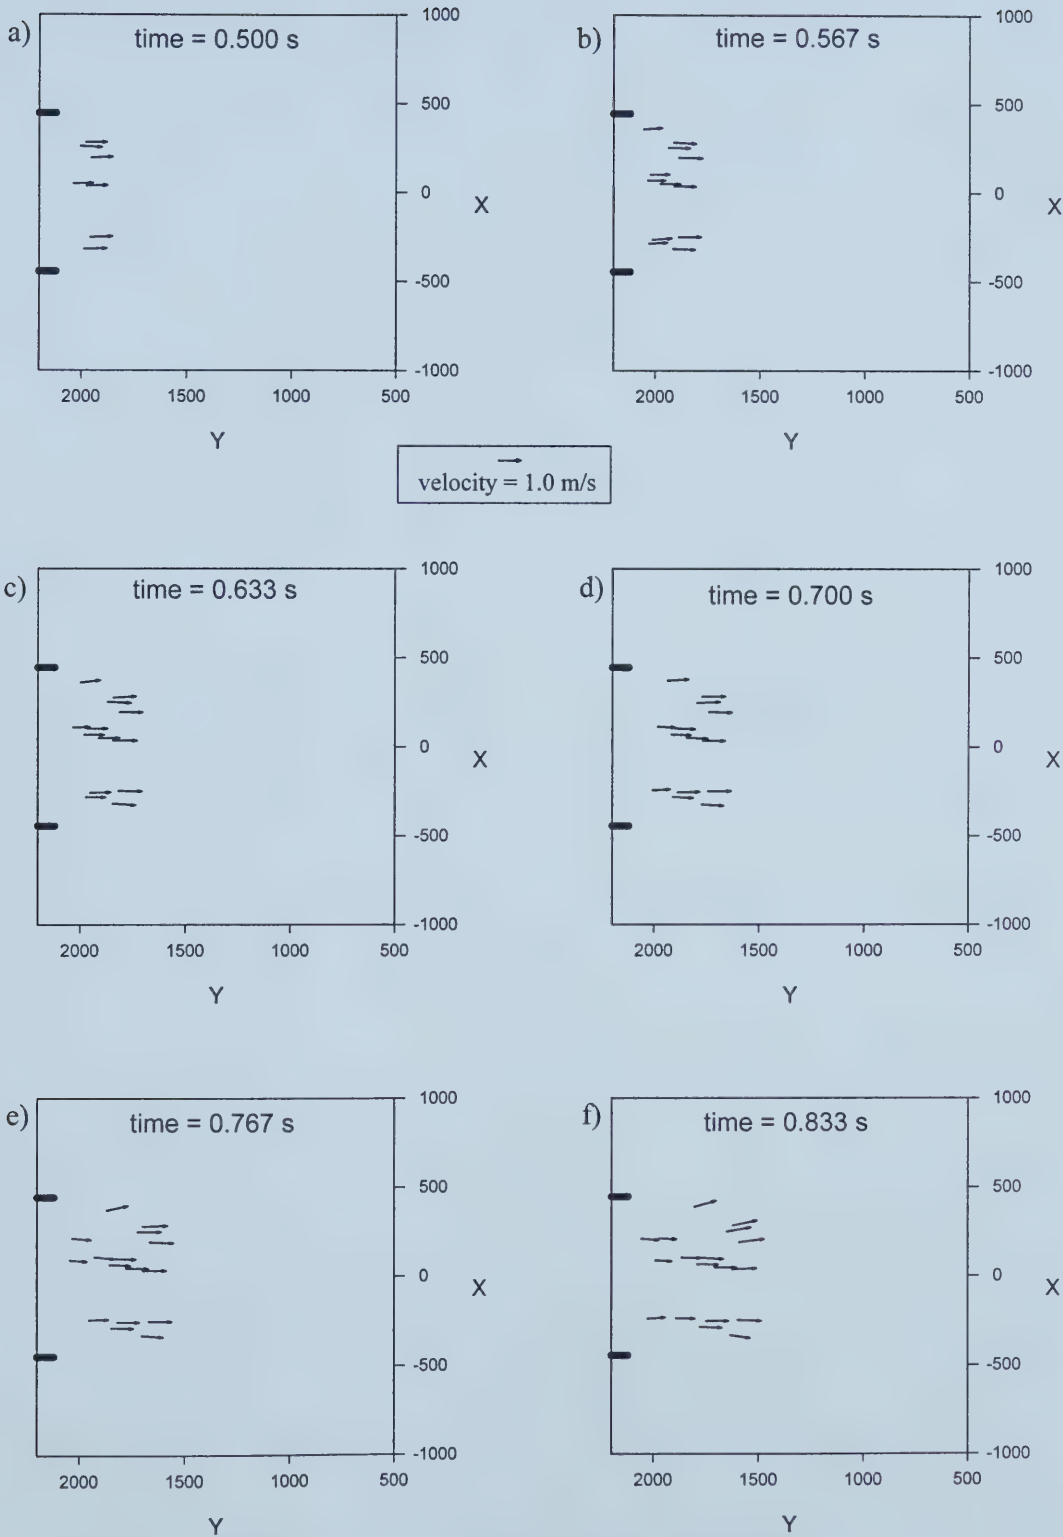 a)
time = 0.500 s
1000
500
0
X
-500
-1000
2000 1500 1000 500
Y
b)
time = 0.567 s
1000
500
0
X
-500
-1000
2000 1500 1000 500
Y
velocity = 1.0 m/s
c)
time = 0.633 s
1000
500
0
X
-500
-1000
2000 1500 1000 500
Y
d)
time = 0.700 s
1000
500
0
X
-500
-1000
2000 1500 1000 500
Y
e)
time = 0.767 s
1000
500
0
X
-500
-1000
2000 1500 1000 500
Y
f)
time = 0.833 s
1000
500
0
X
-500
-1000
2000 1500 1000 500
Y